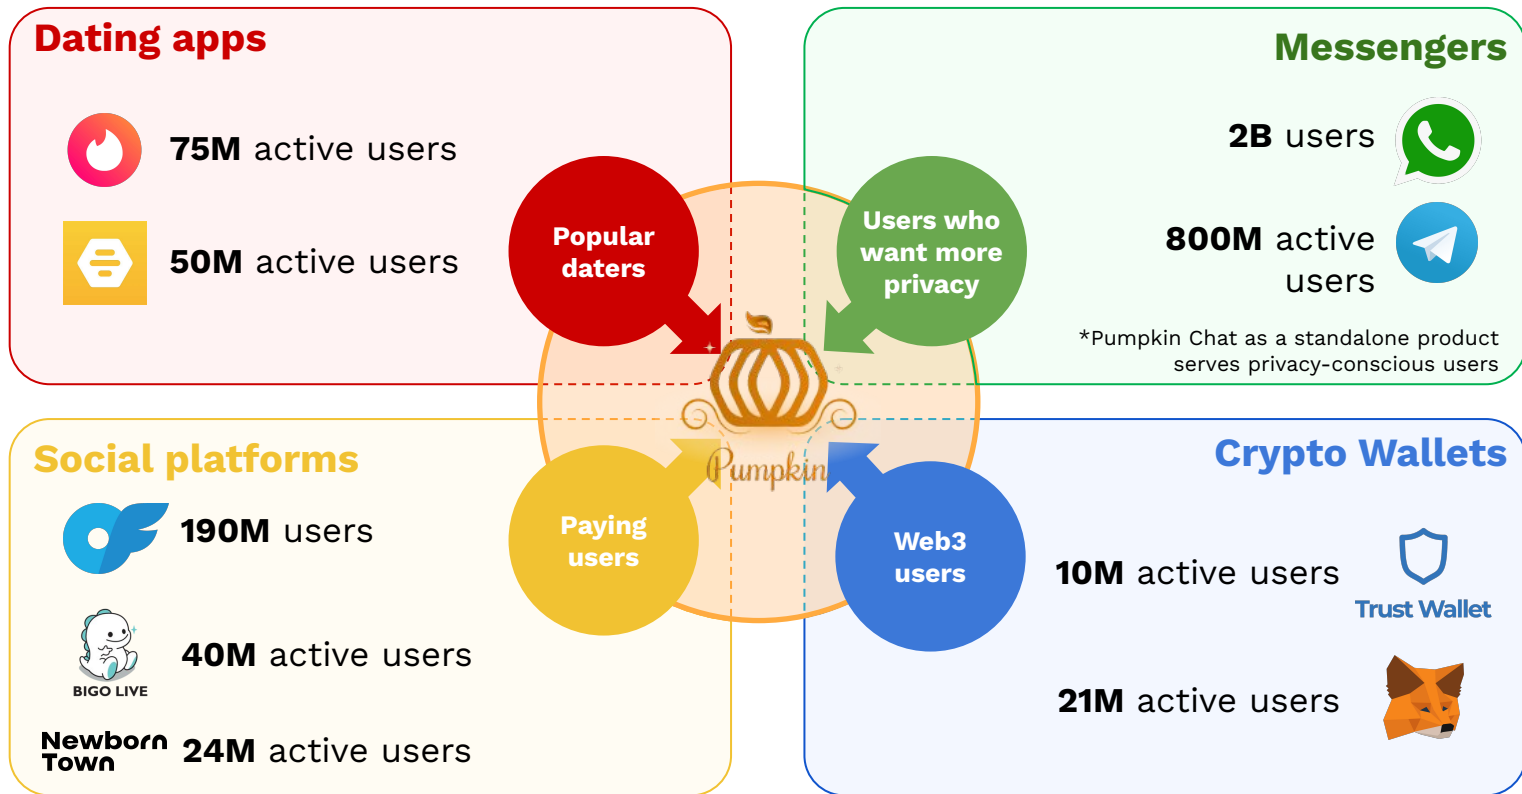 Dating apps
75M active users
50M active users
Popular
daters
Messengers
2B users
800M active
users
*Pumpkin Chat as a standalone product
serves privacy-conscious users
Users who
want more
privacy
Pumpkin
Social platforms
190M users
BIGO LIVE
40M active users
Newborn
Town
24M active users
Paying
users
Crypto Wallets
10M active users
Trust Wallet
21M active users
Web3
users